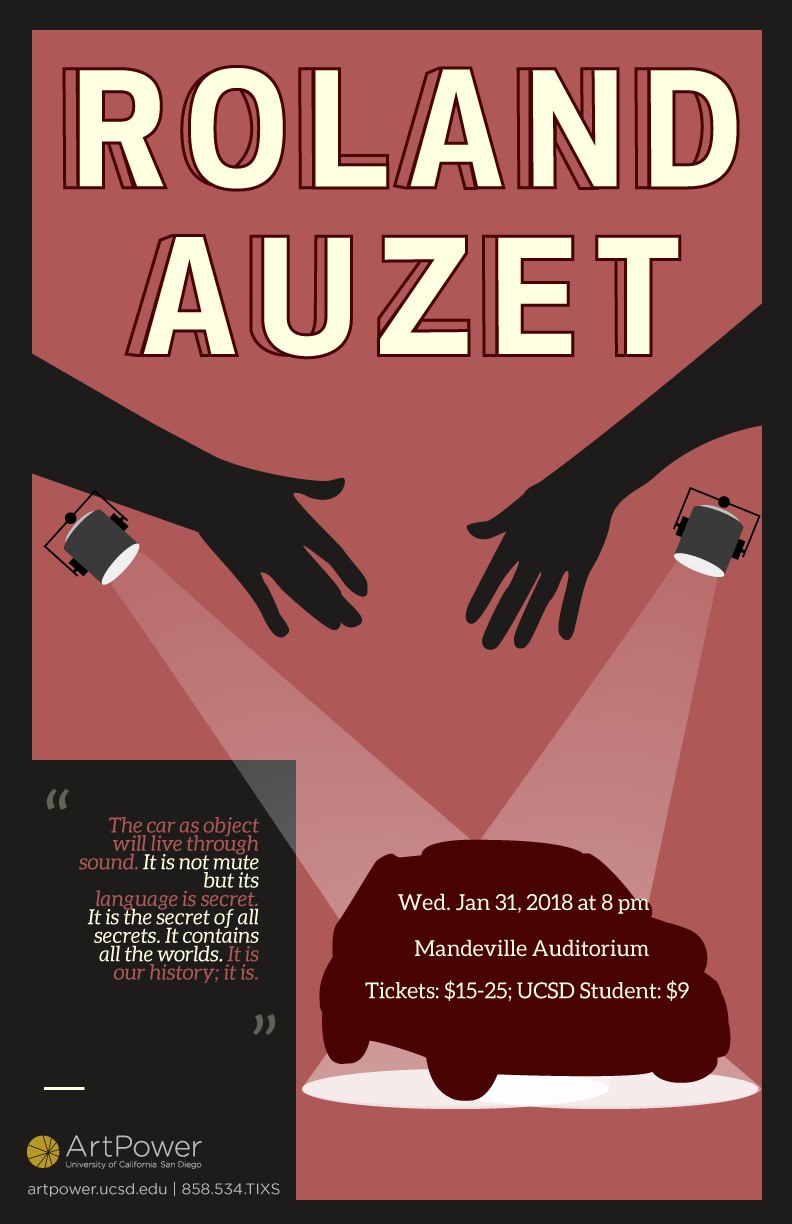 ROLAND
AUZET
“
The car as object
will live through
sound. It is not mute
but its
language is secret.
It is the secret of all
secrets. It contains
all the worlds. It is
our history; it is.
”
Wed. Jan 31, 2018 at 8 pm
Mandeville Auditorium
Tickets: $15-25; UCSD Student: $9
ArtPower
University of California San Diego
artpower.ucsd.edu | 858.534.TIXS